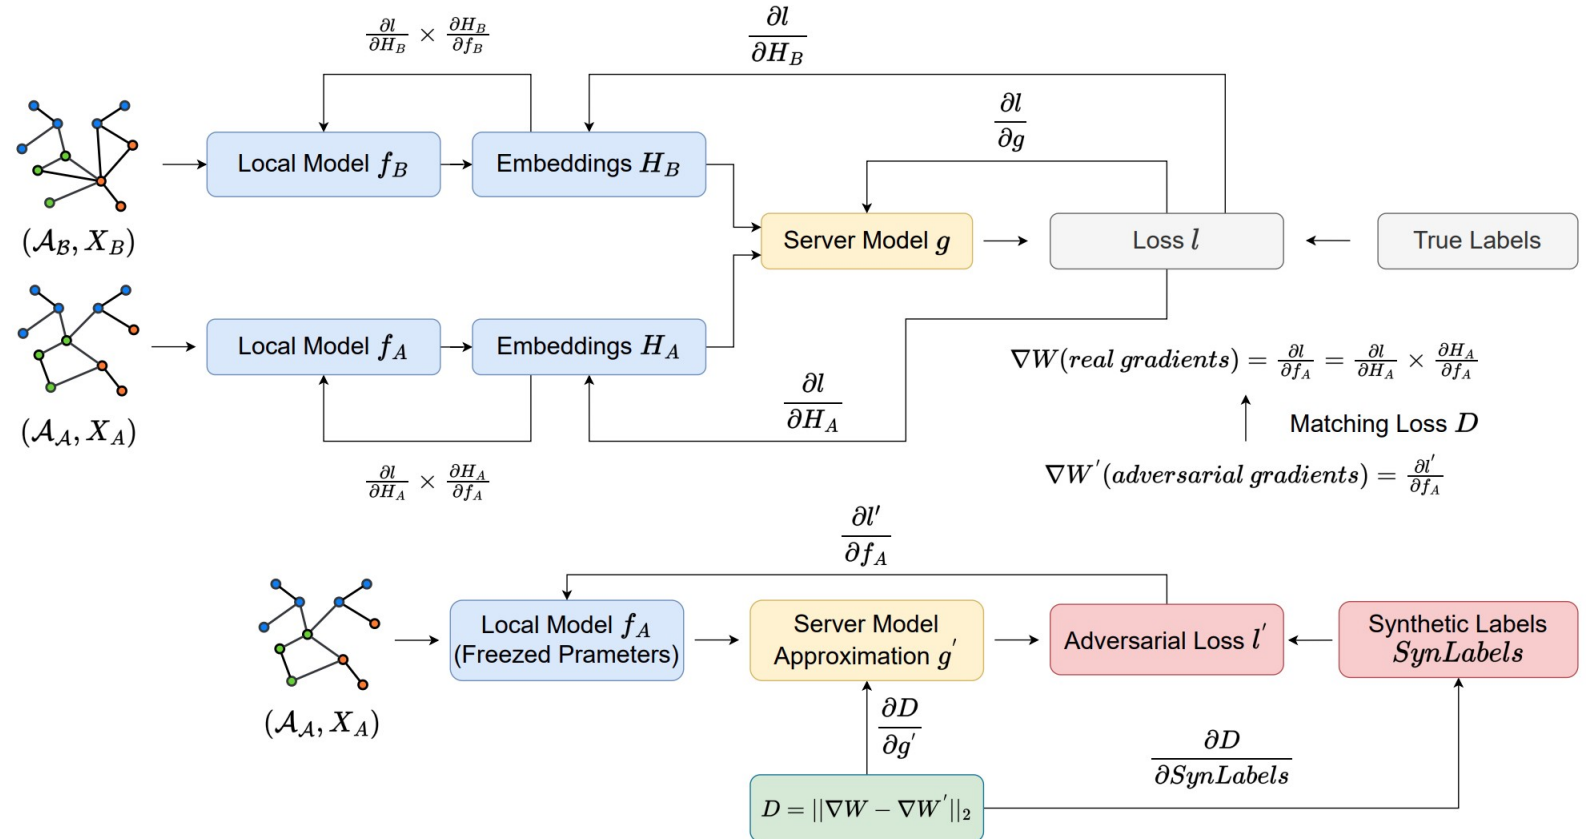 ∂l/∂H_B × ∂H_B/∂f_B
∂l/∂H_B
∂l/∂g
Local Model f_B
Embeddings H_B
(𝒜_ℬ, X_B)
Server Model g
Loss l
True Labels
Local Model f_A
Embeddings H_A
(𝒜_𝒜, X_A)
∂l/∂H_A
∂l/∂H_A × ∂H_A/∂f_A
∇W(real gradients) = ∂l/∂f_A = ∂l/∂H_A × ∂H_A/∂f_A
Matching Loss D
∇W'(adversarial gradients) = ∂l'/∂f_A
∂l'/∂f_A
Local Model f_A
(Freezed Prameters)
Server Model
Approximation g'
Adversarial Loss l'
Synthetic Labels
SynLabels
(𝒜_𝒜, X_A)
∂D/∂g'
∂D/∂SynLabels
D = ||∇W − ∇W'||₂